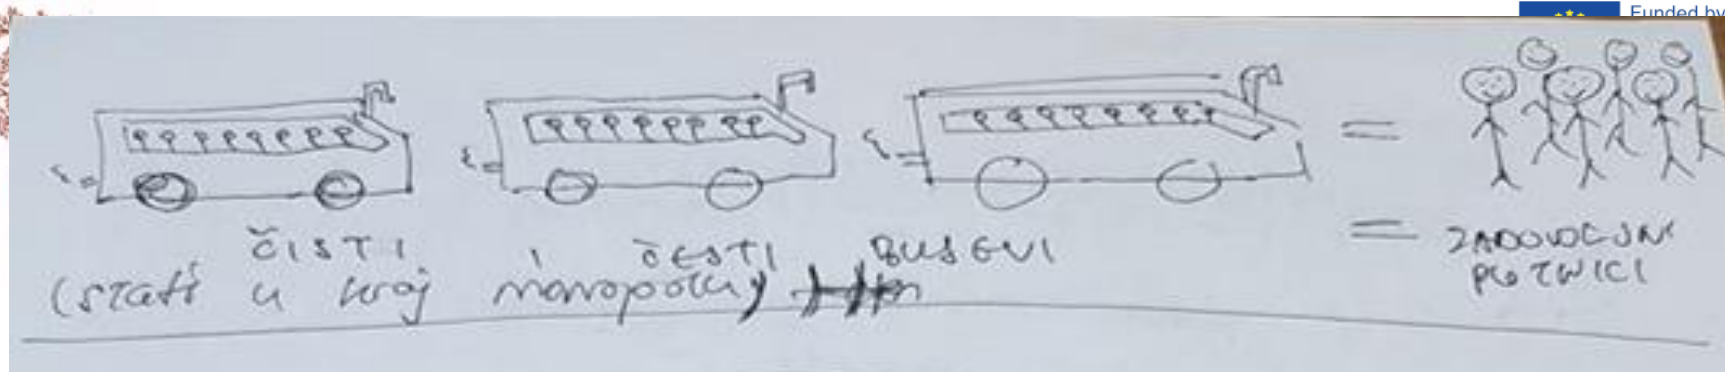 Funded by
ČISTI I ČESTI BUSEVI
(STATI U kraj monopolu)
= ZADOVOLJNI
PUTNICI